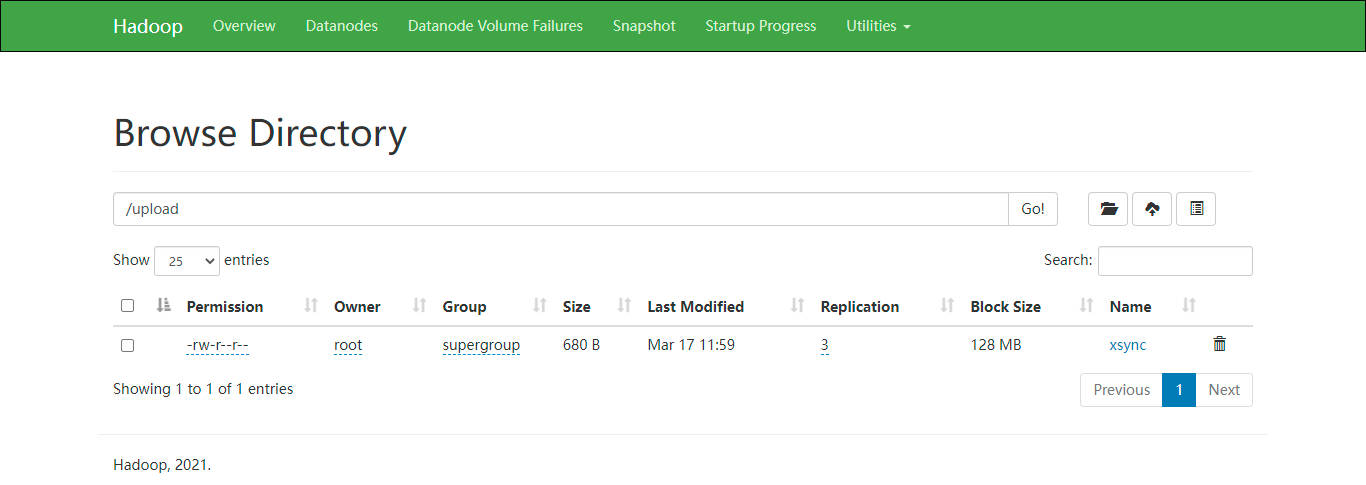 Hadoop Overview Datanodes Datanode Volume Failures Snapshot Startup Progress Utilities
Browse Directory
/upload Go!
Show 25 entries Search:
Permission Owner Group Size Last Modified Replication Block Size Name
-rw-r--r-- root supergroup 680 B Mar 17 11:59 3 128 MB xsync
Showing 1 to 1 of 1 entries Previous 1 Next
Hadoop, 2021.